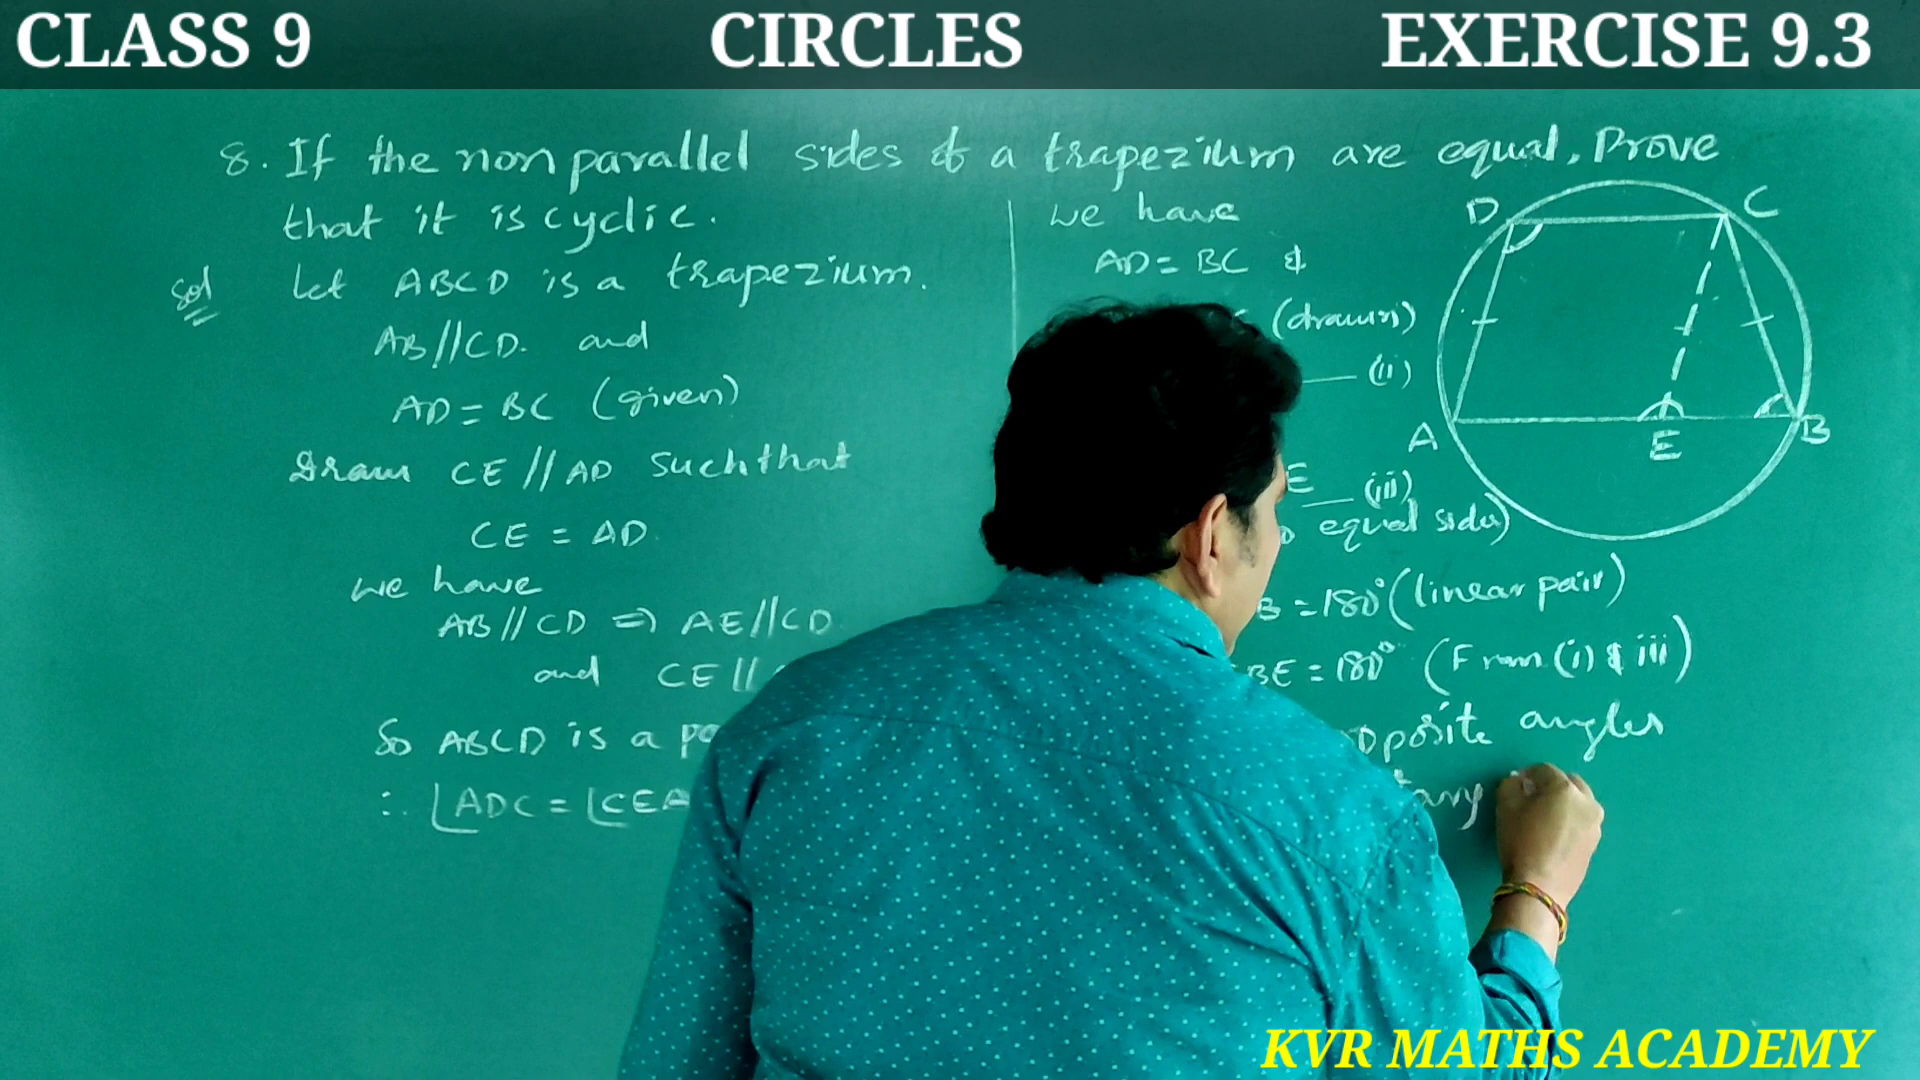 CLASS 9 CIRCLES EXERCISE 9.3
8. If the non parallel sides of a trapezium are equal, Prove
that it is cyclic.
Sol Let ABCD is a trapezium.
AB//CD. and
AD = BC (given)
Draw CE // AD such that
CE = AD.
we have
AB // CD ⇒ AE//CD
and CE //
So ABCD is a
∴ ∠ADC = ∠CEA
we have
AD = BC &
(drawn)
(ii)
E (iii)
equal sides)
B = 180° (linear pair)
BE = 180° (From (i) & iii)
opposite angles
D C
A E B
KVR MATHS ACADEMY